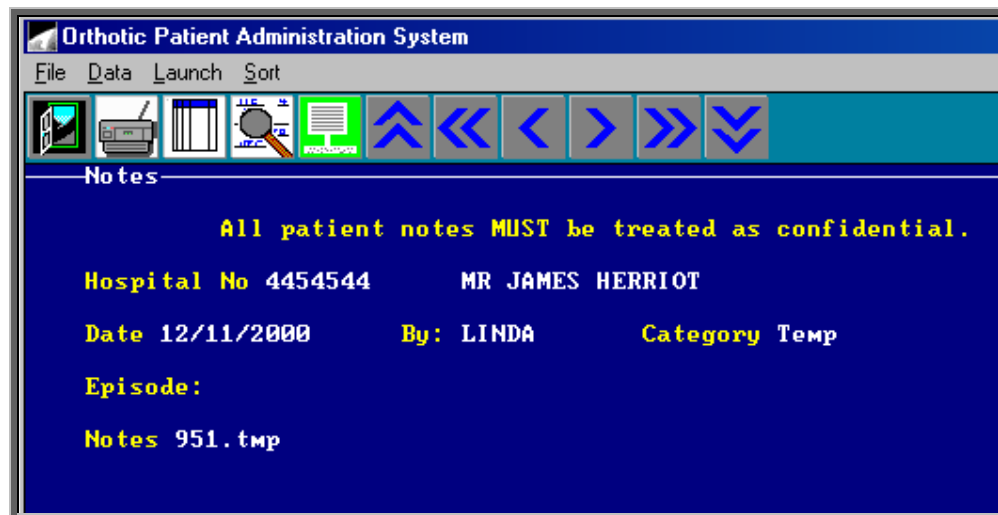 Orthotic Patient Administration System
File Data Launch Sort
Notes
All patient notes MUST be treated as confidential.
Hospital No 4454544 MR JAMES HERRIOT
Date 12/11/2000 By: LINDA Category Temp
Episode:
Notes 951.tmp